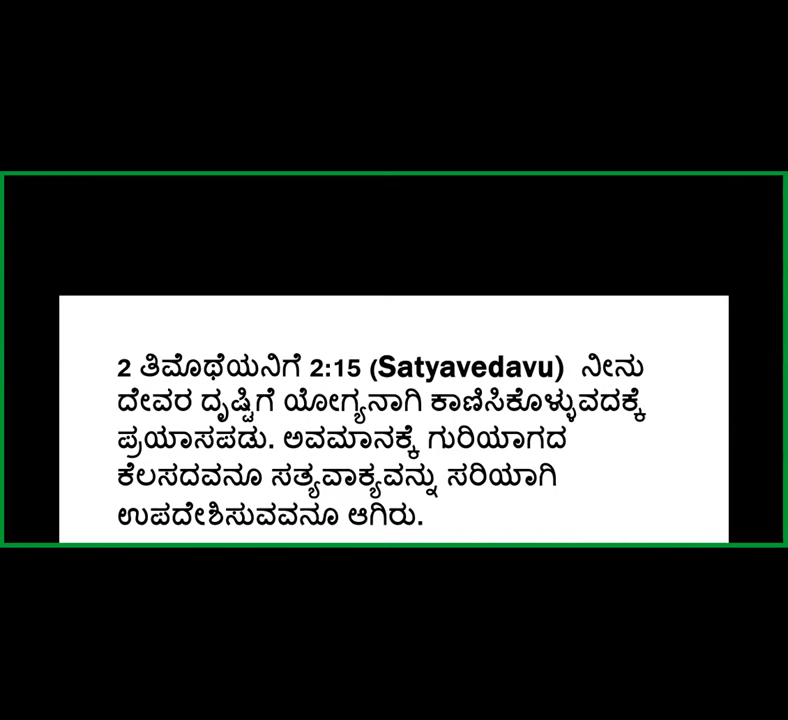 2 ತಿಮೊಥೆಯನಿಗೆ 2:15 (Satyavedavu) ನೀನು
ದೇವರ ದೃಷ್ಟಿಗೆ ಯೋಗ್ಯನಾಗಿ ಕಾಣಿಸಿಕೊಳ್ಳುವದಕ್ಕೆ
ಪ್ರಯಾಸಪಡು. ಅವಮಾನಕ್ಕೆ ಗುರಿಯಾಗದ
ಕೆಲಸದವನೂ ಸತ್ಯವಾಕ್ಯವನ್ನು ಸರಿಯಾಗಿ
ಉಪದೇಶಿಸುವವನೂ ಆಗಿರು.